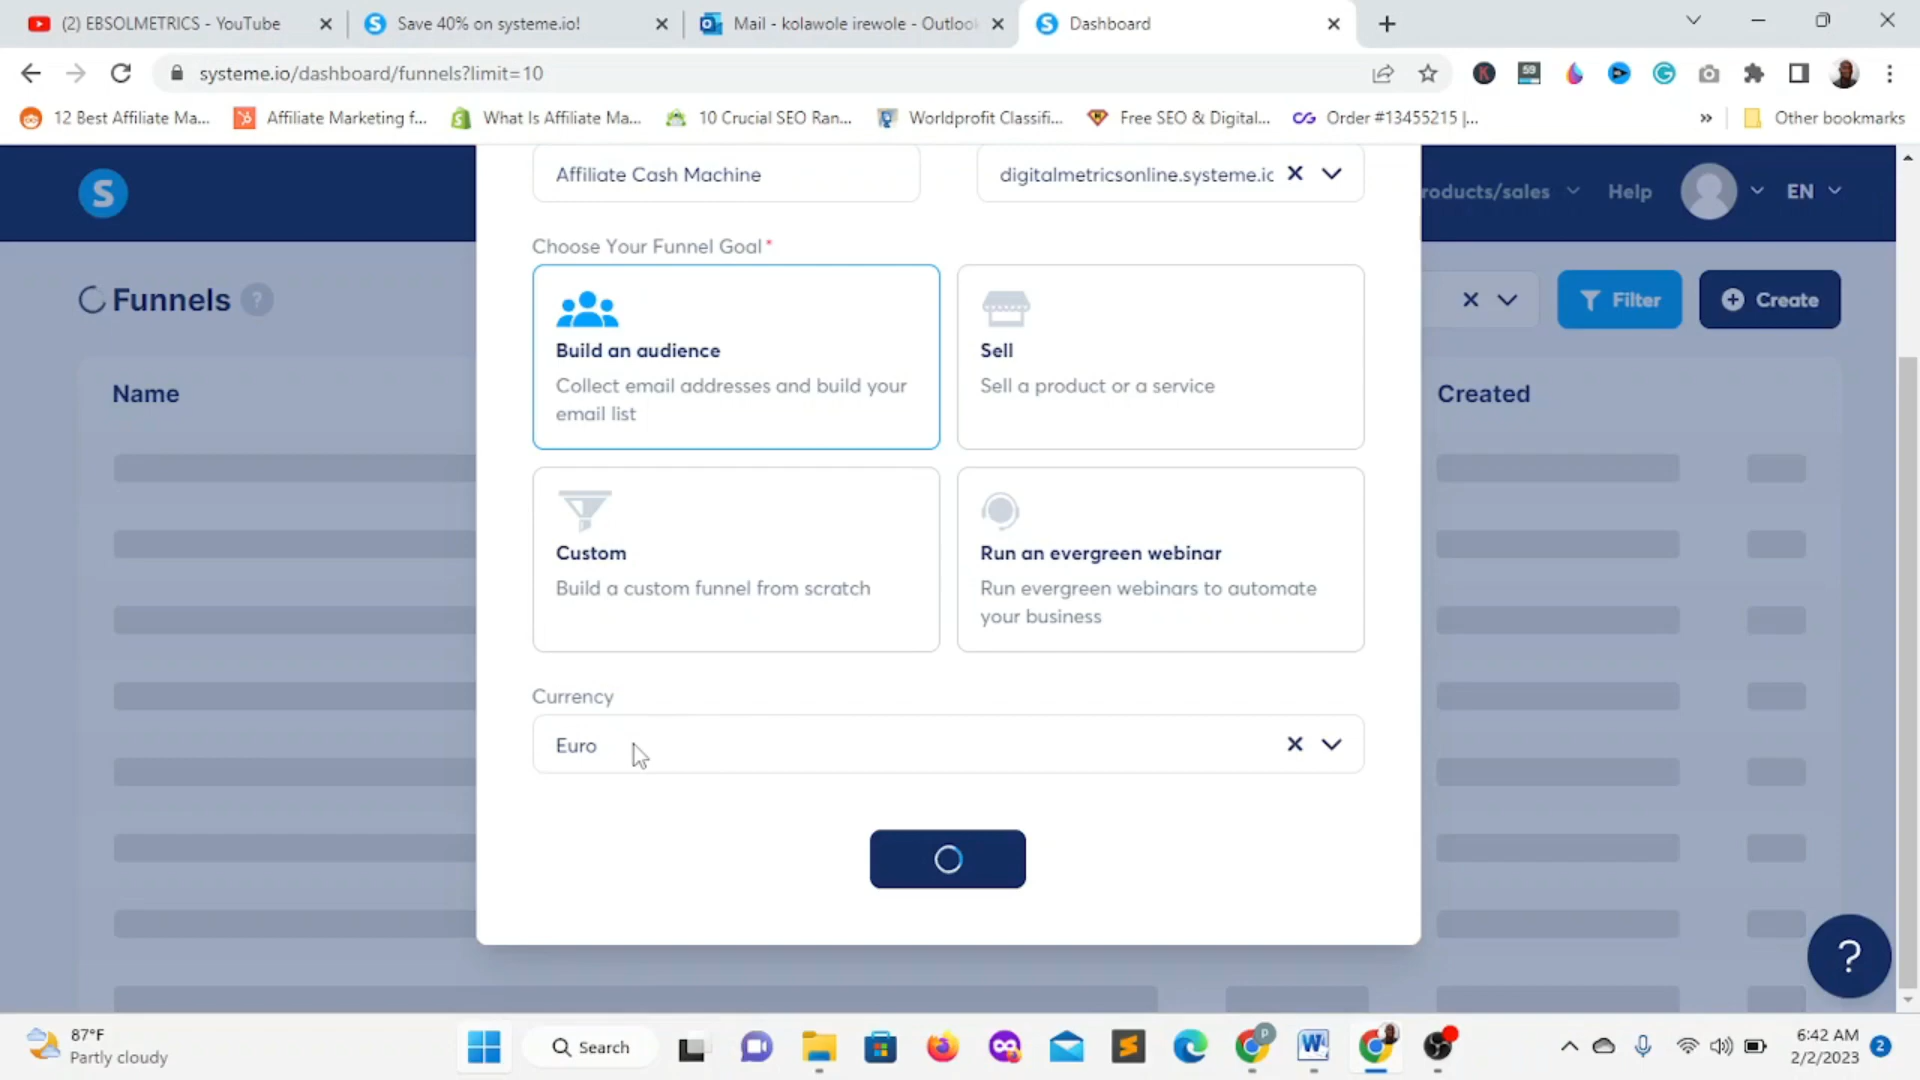 (2) EBSOLMETRICS - YouTube
Save 40% on systeme.io!
Mail - kolawole irewole - Outlook
Dashboard
systeme.io/dashboard/funnels?limit=10
59
12 Best Affiliate Ma...
Affiliate Marketing f...
What Is Affiliate Ma...
10 Crucial SEO Ran...
Worldprofit Classifi...
Free SEO & Digital...
Order #13455215 |...
»
Other bookmarks
S
Affiliate Cash Machine
digitalmetricsonline.systeme.ic
roducts/sales
Help
EN
Choose Your Funnel Goal *
Funnels ?
Filter
Create
Build an audience
Collect email addresses and build your
email list
Sell
Sell a product or a service
Name
Created
Custom
Build a custom funnel from scratch
Run an evergreen webinar
Run evergreen webinars to automate
your business
Currency
Euro
?
87°F
Partly cloudy
Search
P
6:42 AM
2/2/2023
2